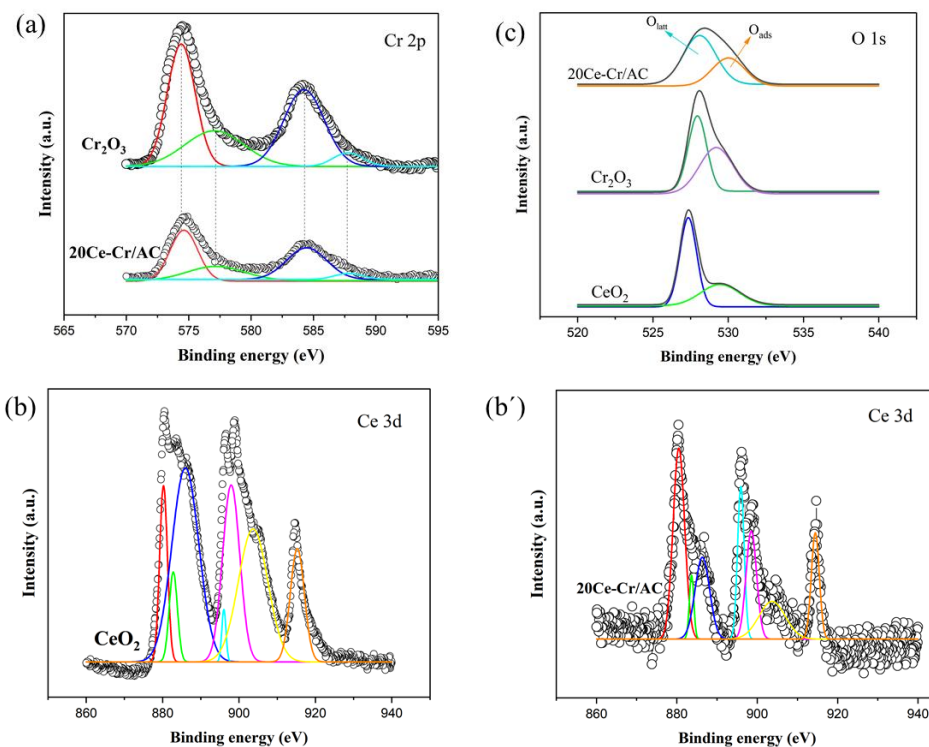 (a)
Cr 2p
Cr2O3
20Ce-Cr/AC
Intensity (a.u.)
565 570 575 580 585 590 595
Binding energy (eV)
(c)
O 1s
Olatt
Oads
20Ce-Cr/AC
Cr2O3
CeO2
Intensity (a.u.)
520 525 530 535 540
Binding energy (eV)
(b)
Ce 3d
CeO2
Intensity (a.u.)
860 880 900 920 940
Binding energy (eV)
(b´)
Ce 3d
20Ce-Cr/AC
Intensity (a.u.)
860 880 900 920 940
Binding energy (eV)